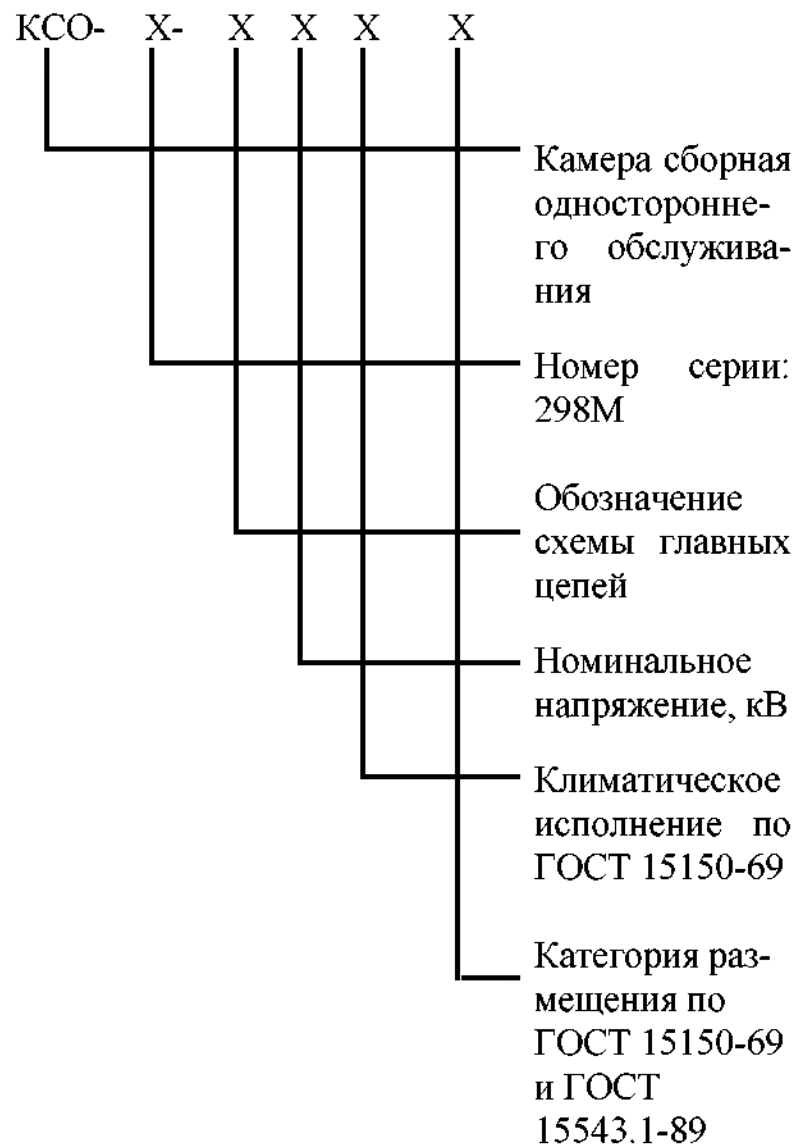 КСО- Х- Х Х Х Х
Камера сборная
одностороннe-
го обслужива-
ния
Номер серии:
298М
Обозначение
схемы главных
цепей
Номинальное
напряжение, кВ
Климатическое
исполнение по
ГОСТ 15150-69
Категория раз-
мещения по
ГОСТ 15150-69
и ГОСТ
15543.1-89